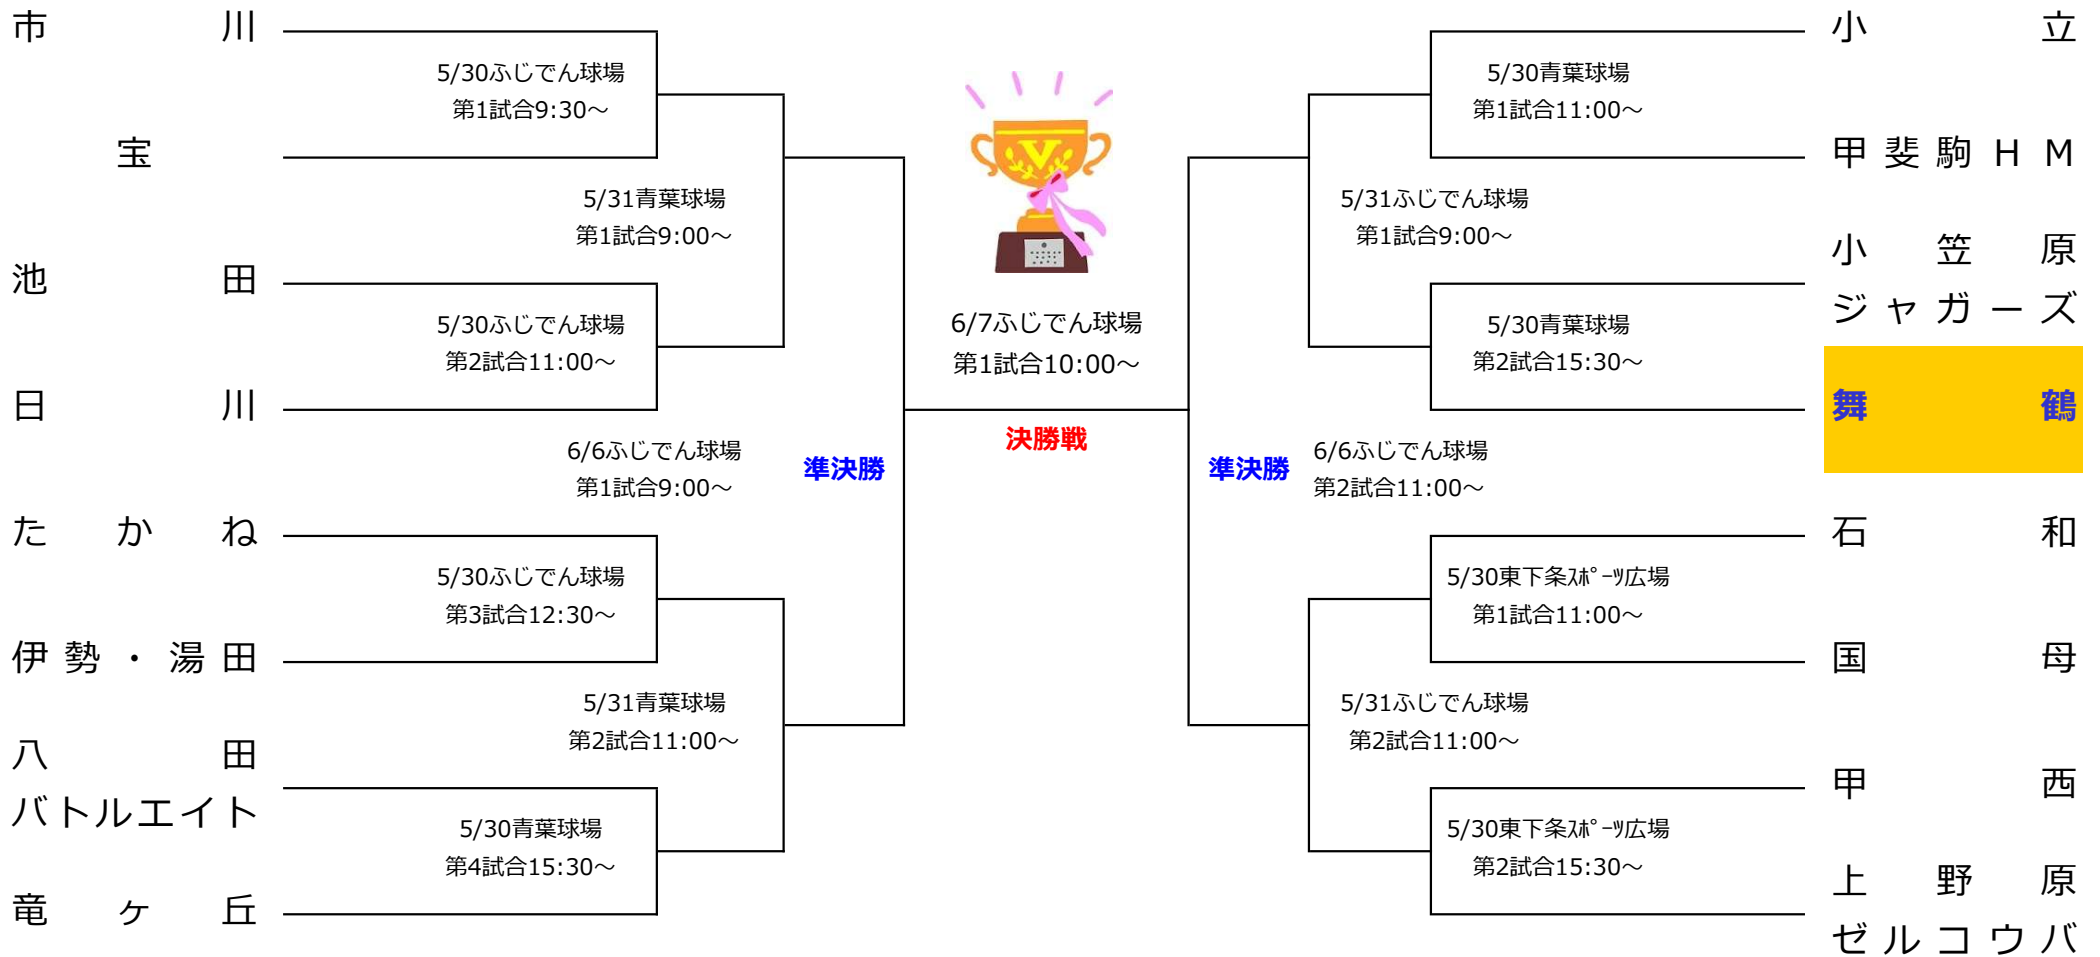 市川
5/30ふじでん球場
第1試合9:30～
宝
5/31青葉球場
第1試合9:00～
池田
5/30ふじでん球場
第2試合11:00～
日川
6/6ふじでん球場
第1試合9:00～
準決勝
たかね
5/30ふじでん球場
第3試合12:30～
伊勢・湯田
5/31青葉球場
第2試合11:00～
八田
バトルエイト
5/30青葉球場
第4試合15:30～
竜ヶ丘
V
6/7ふじでん球場
第1試合10:00～
決勝戦
小立
5/30青葉球場
第1試合11:00～
甲斐駒HM
5/31ふじでん球場
第1試合9:00～
小笠原
ジャガーズ
5/30青葉球場
第2試合15:30～
舞鶴
準決勝
6/6ふじでん球場
第2試合11:00～
石和
5/30東下条ｽﾎﾟｰﾂ広場
第1試合11:00～
国母
5/31ふじでん球場
第2試合11:00～
甲西
5/30東下条ｽﾎﾟｰﾂ広場
第2試合15:30～
上野原
ゼルコウバ